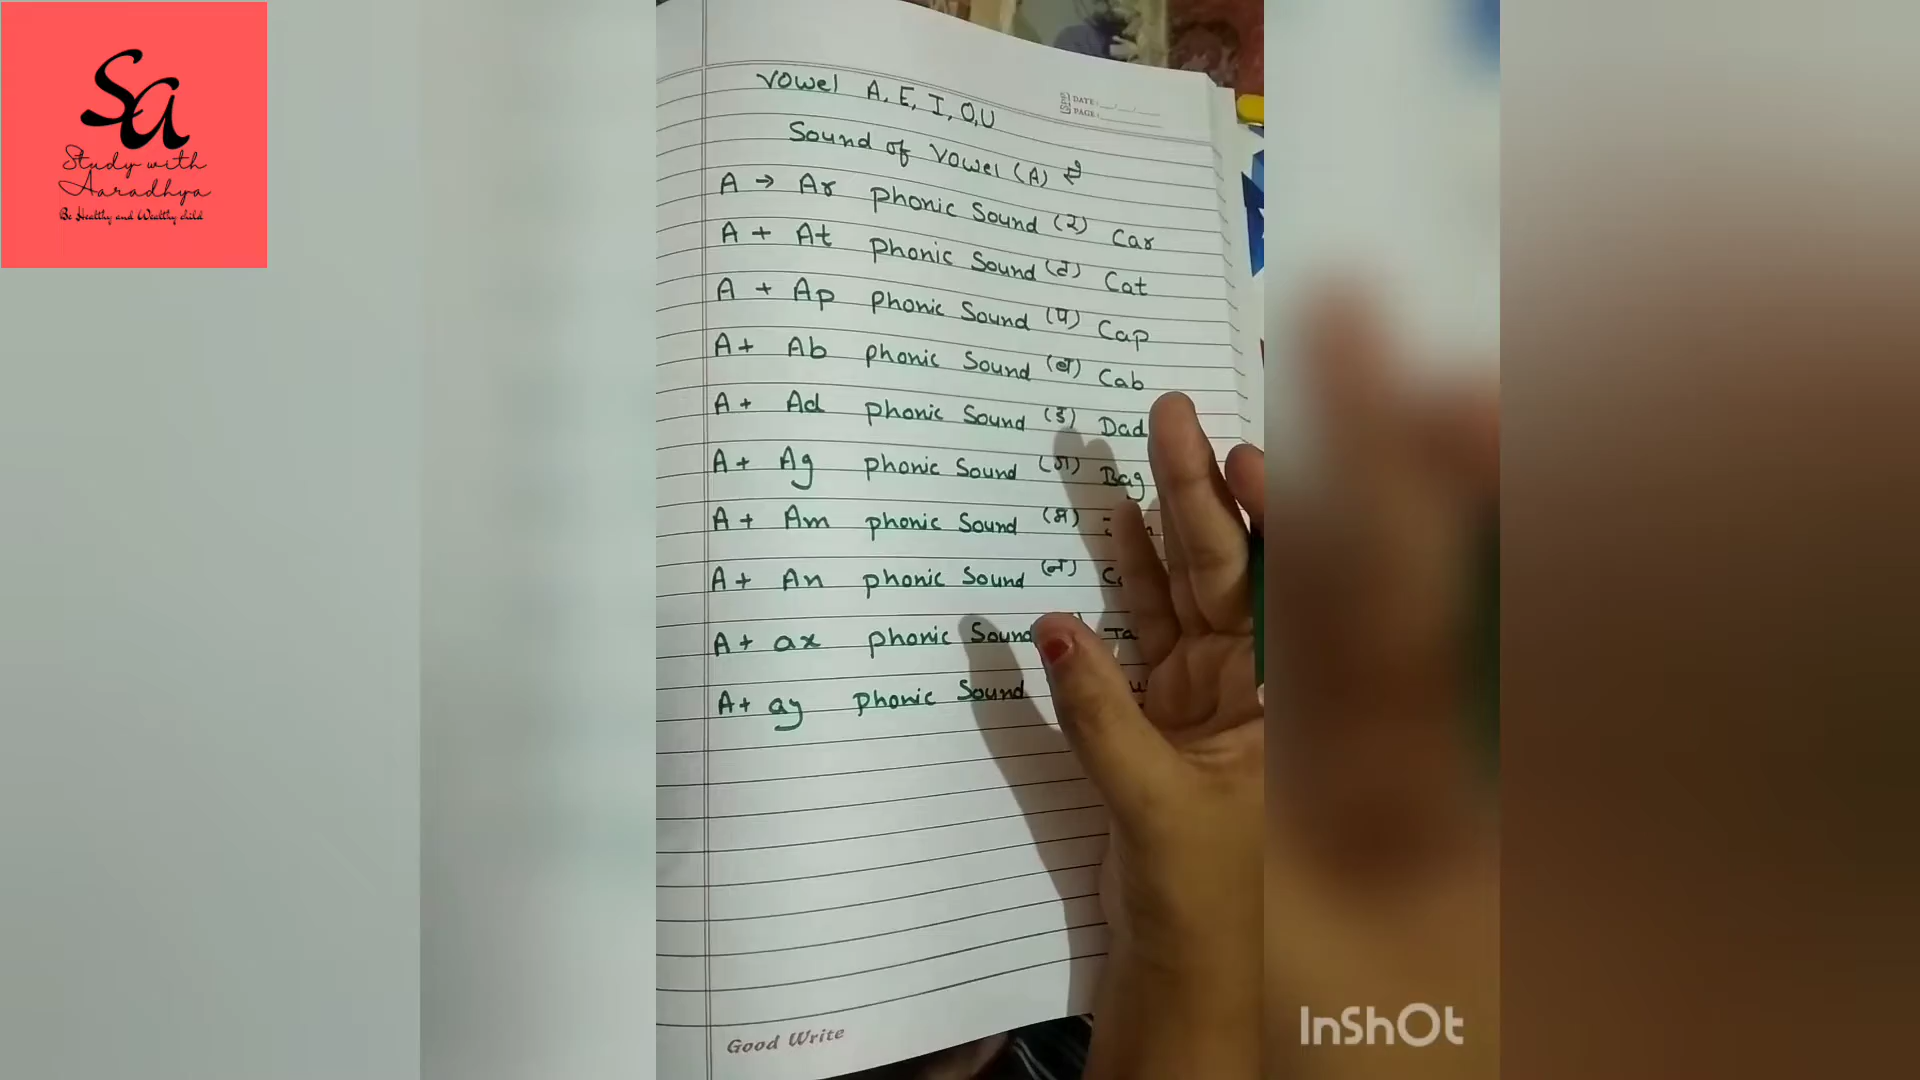 SA
Study with
Aaradhya
Be Healthy and Wealthy child
DATE:
PAGE:
Vowel A, E, I, O, U
Sound of Vowel (A)
A → Ar phonic Sound (र) Car
A + At phonic Sound (ट) Cat
A + Ap phonic Sound (प) Cap
A + Ab phonic Sound (ब) Cab
A + Ad phonic Sound (ड) Dad
A + Ag phonic Sound (ग) Bag
A + Am phonic Sound (म)
A + An phonic Sound (न)
A + ax phonic Sound
A + ay phonic Sound
Good Write
InShOt